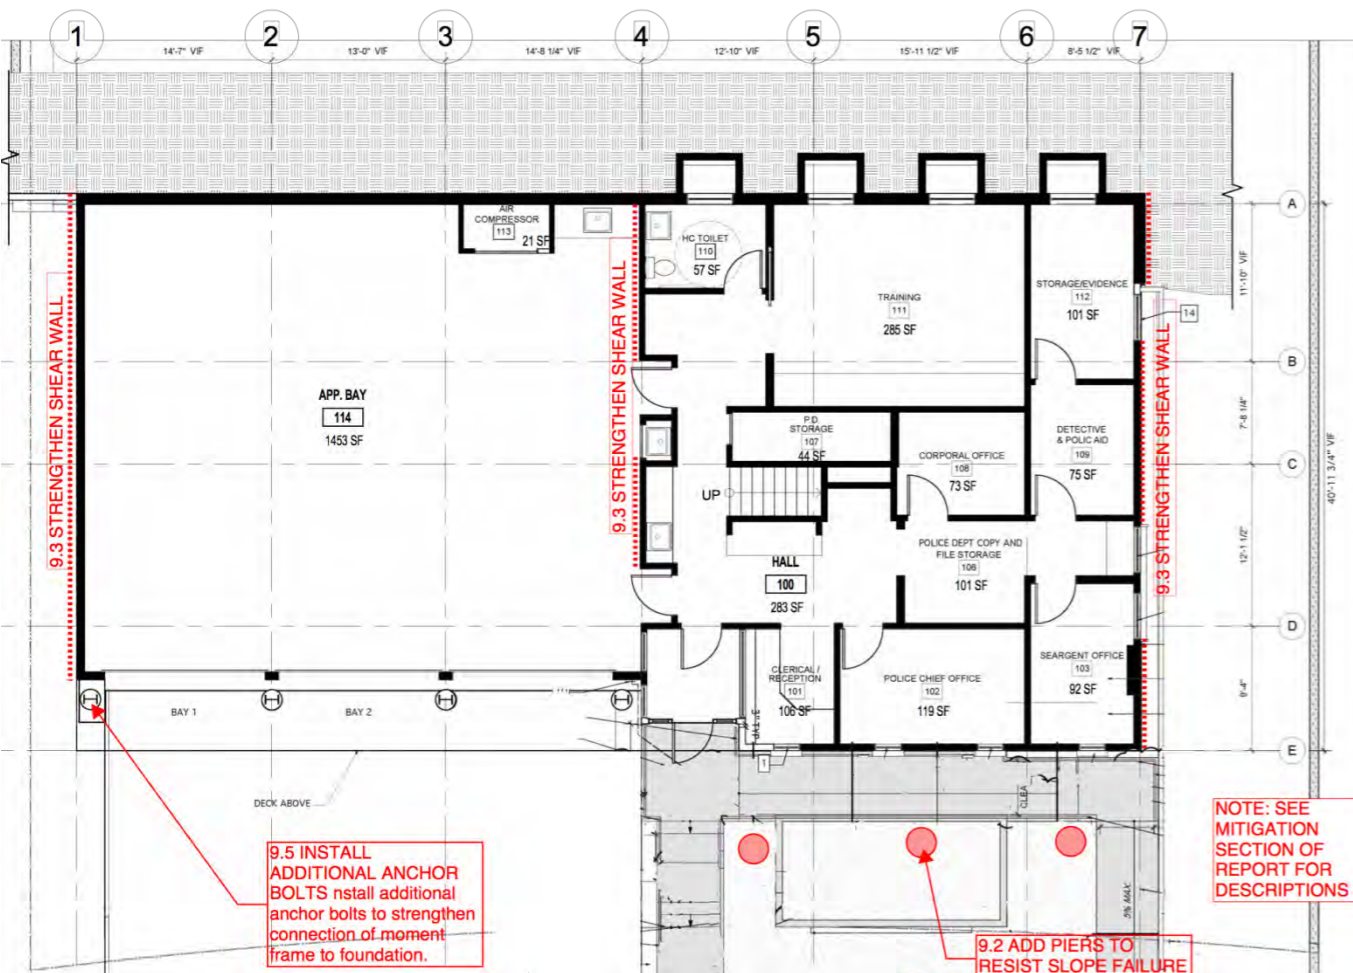 1 2 3 4 5 6 7
14'-7" VIF 13'-0" VIF 14'-8 1/4" VIF 12'-10" VIF 15'-11 1/2" VIF 8'-5 1/2" VIF
A
AIR
COMPRESSOR
113
21 SF
HC TOILET
110
57 SF
TRAINING
111
285 SF
STORAGE/EVIDENCE
112
101 SF
14
11'-10" VIF
9.3 STRENGTHEN SHEAR WALL
9.3 STRENGTHEN SHEAR WALL
9.3 STRENGTHEN SHEAR WALL
B
APP. BAY
114
1453 SF
P.D.
STORAGE
107
44 SF
CORPORAL OFFICE
108
73 SF
DETECTIVE
& POLIC AID
109
75 SF
7'-8 1/4"
40'-11 3/4" VIF
C
UP
HALL
100
283 SF
POLICE DEPT COPY AND
FILE STORAGE
106
101 SF
12'-1 1/2"
D
CLERICAL /
RECEPTION
101
106 SF
POLICE CHIEF OFFICE
102
119 SF
SEARGENT OFFICE
103
92 SF
BAY 1
BAY 2
E
1
DECK ABOVE
9.5 INSTALL
ADDITIONAL ANCHOR
BOLTS nstall additional
anchor bolts to strengthen
connection of moment
frame to foundation.
NOTE: SEE
MITIGATION
SECTION OF
REPORT FOR
DESCRIPTIONS
5% MAX.
9.2 ADD PIERS TO
RESIST SLOPE FAILURE